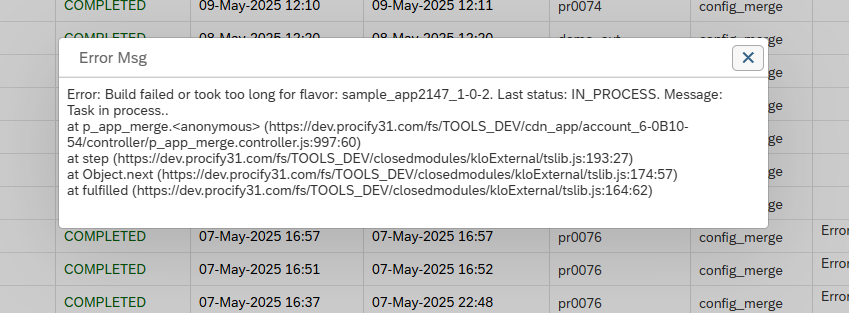 COMPLETED 09-May-2025 12:10 09-May-2025 12:11 pr0074 config_merge
Error Msg
Error: Build failed or took too long for flavor: sample_app2147_1-0-2. Last status: IN_PROCESS. Message:
Task in process..
at p_app_merge.<anonymous> (https://dev.procify31.com/fs/TOOLS_DEV/cdn_app/account_6-0B10-
54/controller/p_app_merge.controller.js:997:60)
at step (https://dev.procify31.com/fs/TOOLS_DEV/closedmodules/kloExternal/tslib.js:193:27)
at Object.next (https://dev.procify31.com/fs/TOOLS_DEV/closedmodules/kloExternal/tslib.js:174:57)
at fulfilled (https://dev.procify31.com/fs/TOOLS_DEV/closedmodules/kloExternal/tslib.js:164:62)
COMPLETED 07-May-2025 16:57 07-May-2025 16:57 pr0076 config_merge Error
COMPLETED 07-May-2025 16:51 07-May-2025 16:52 pr0076 config_merge Error
COMPLETED 07-May-2025 16:37 07-May-2025 22:48 pr0076 config_merge Error